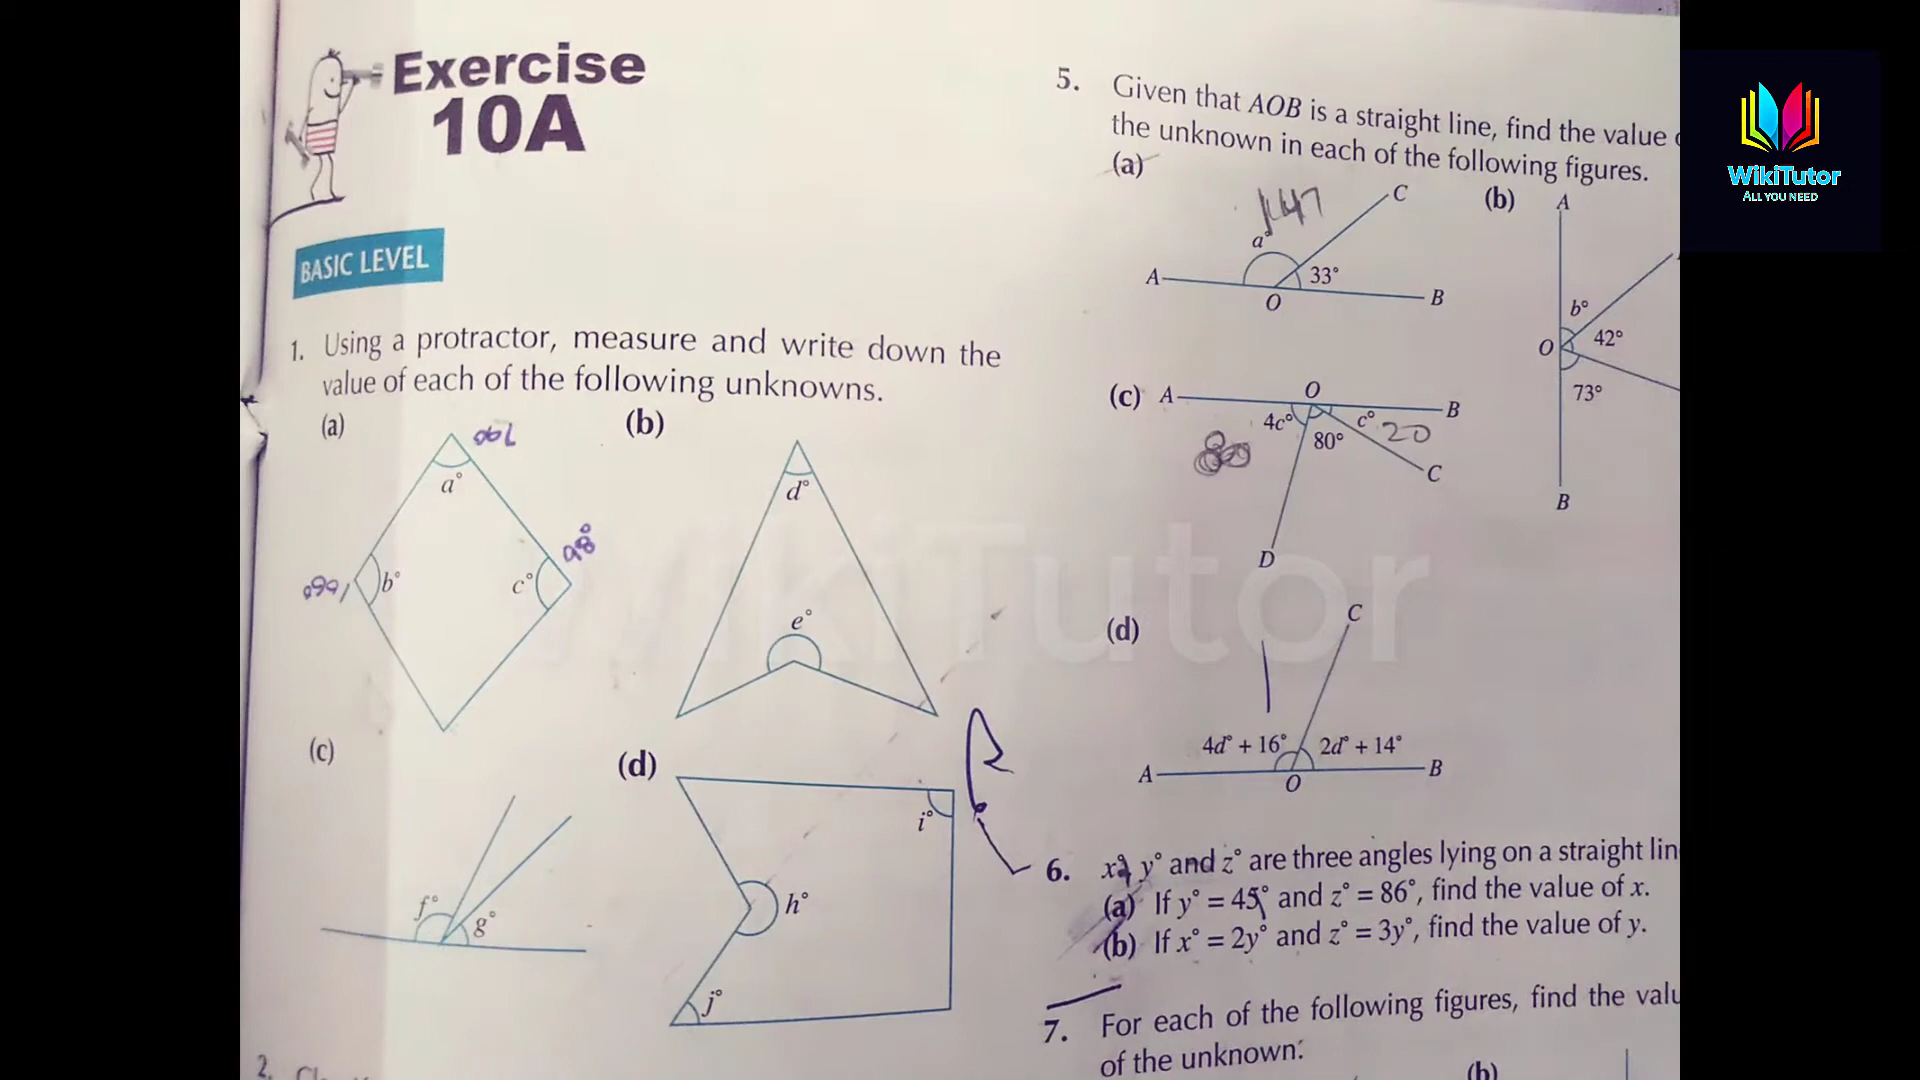 Exercise
10A
BASIC LEVEL
1. Using a protractor, measure and write down the
value of each of the following unknowns.
(a)
79°
a°
b°
c°
98°
(b)
d°
e°
(c)
f°
g°
(d)
i°
h°
j°
2.
5. Given that AOB is a straight line, find the value
the unknown in each of the following figures.
(a)
147
a°
C
33°
A
O
B
(b)
A
b°
42°
O
73°
B
(c)
A
O
B
4c°
80°
c°
20
C
D
(d)
C
4d° + 16°
2d° + 14°
A
O
B
6. x°, y° and z° are three angles lying on a straight lin
(a) If y° = 45° and z° = 86°, find the value of x.
(b) If x° = 2y° and z° = 3y°, find the value of y.
7. For each of the following figures, find the valu
of the unknown.
(b)
WikiTutor
ALL YOU NEED
WikiTutor